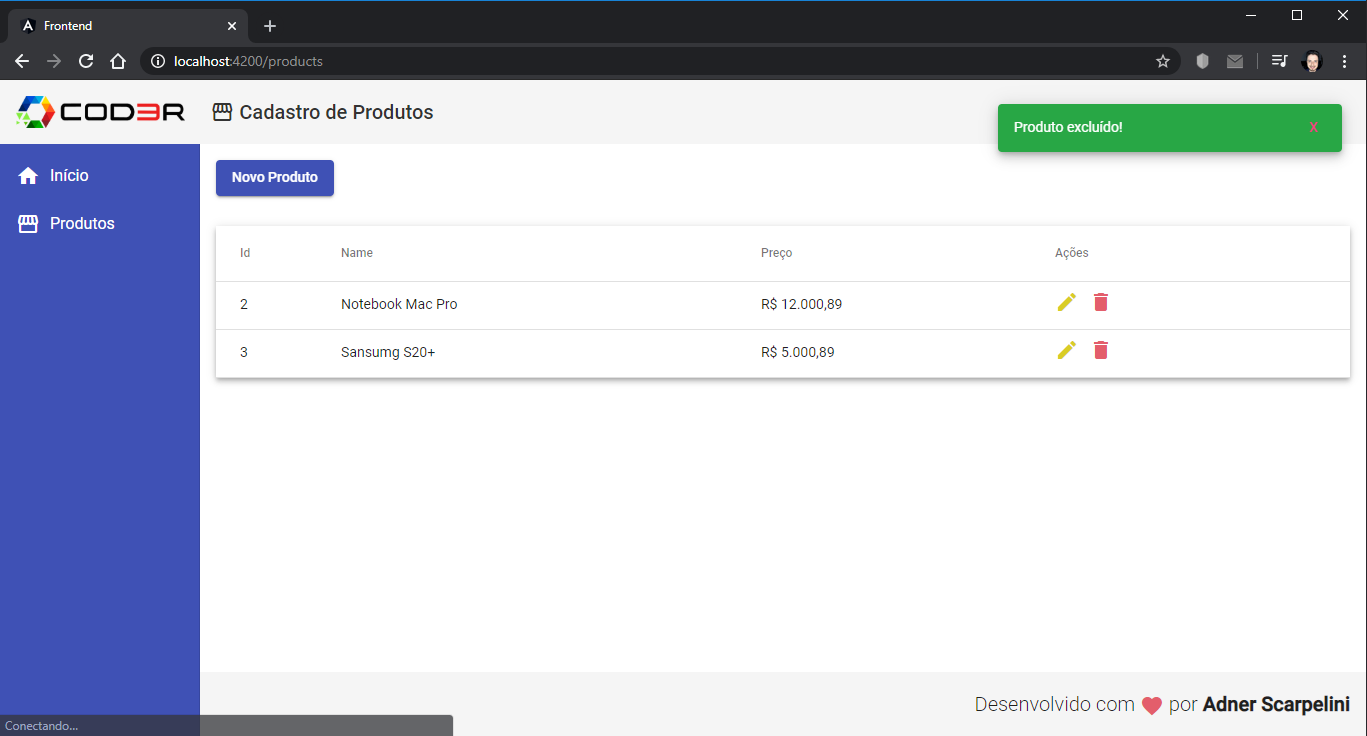 Frontend
localhost:4200/products
COD3R
Cadastro de Produtos
Produto excluído!
X
Início
Produtos
Novo Produto
Id Name Preço Ações
2 Notebook Mac Pro R$ 12.000,89
3 Sansumg S20+ R$ 5.000,89
Desenvolvido com por Adner Scarpelini
Conectando...